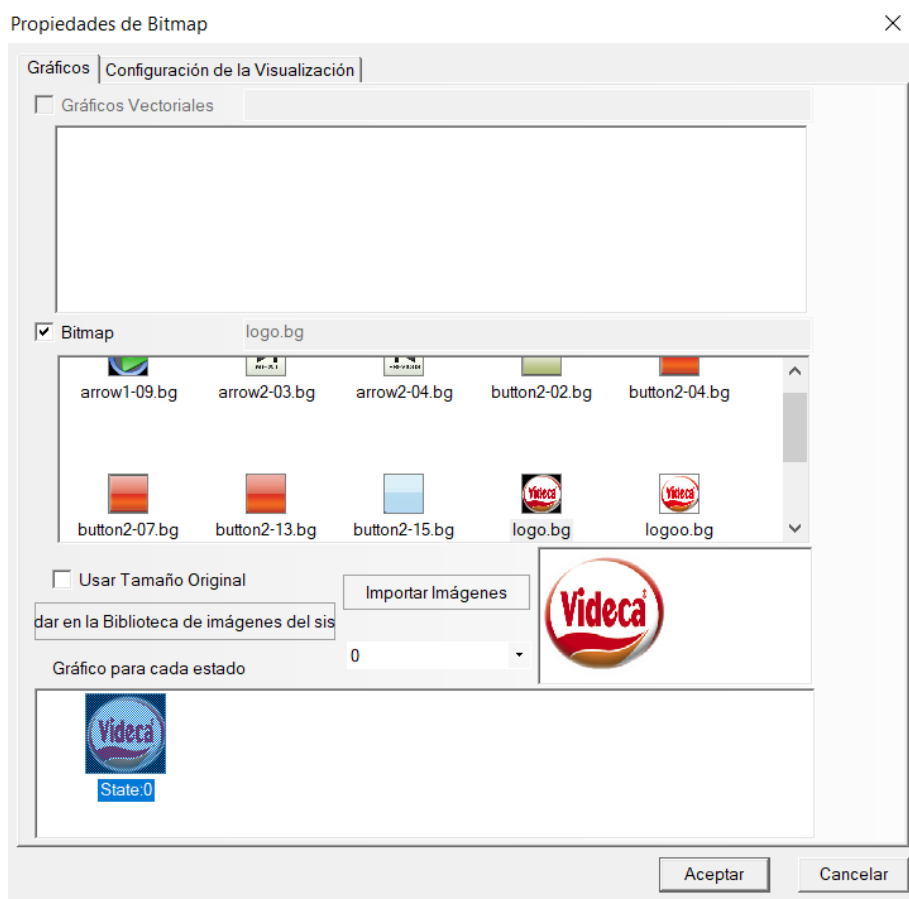 Propiedades de Bitmap
Gráficos
Configuración de la Visualización
Gráficos Vectoriales
Bitmap
logo.bg
arrow1-09.bg
arrow2-03.bg
arrow2-04.bg
button2-02.bg
button2-04.bg
Videca
Videca
button2-07.bg
button2-13.bg
button2-15.bg
logo.bg
logoo.bg
Usar Tamaño Original
Importar Imágenes
dar en la Biblioteca de imágenes del sis
Videca
0
Gráfico para cada estado
Videca
State:0
Aceptar
Cancelar